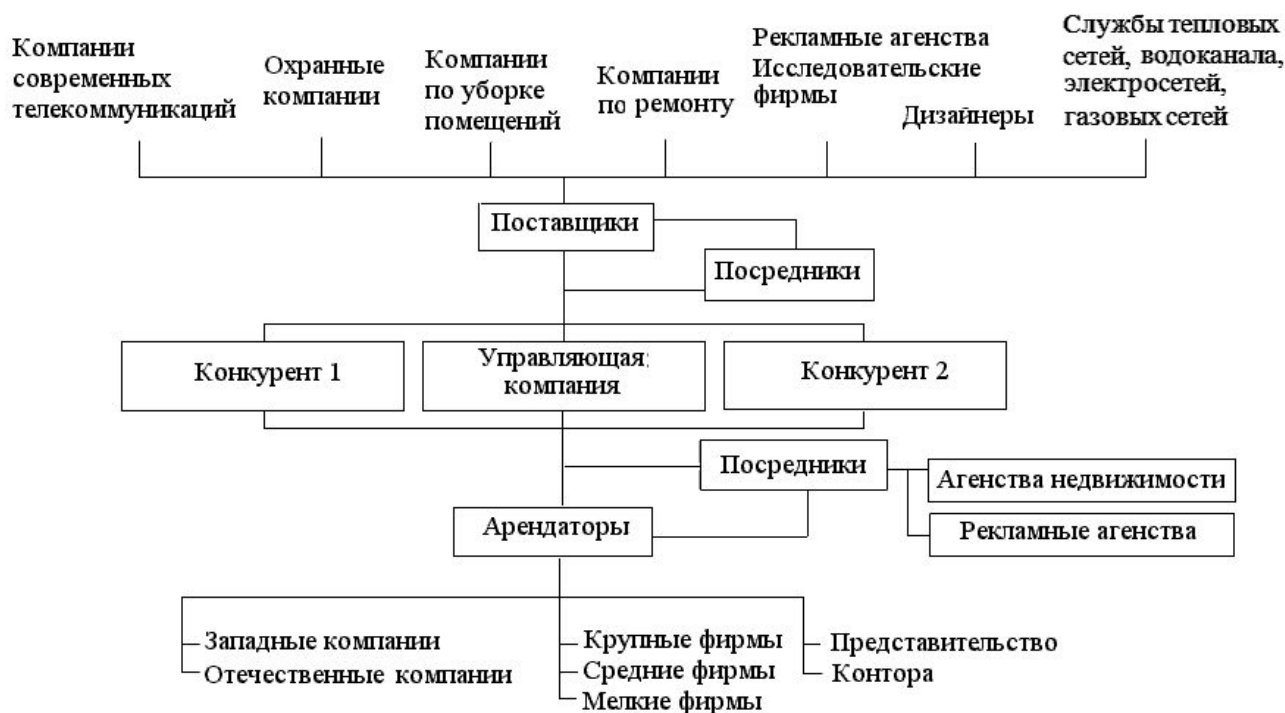 Компании
современных
телекоммуникаций
Охранные
компании
Компании
по уборке
помещений
Компании
по ремонту
Рекламные агенства
Исследовательские
фирмы
Дизайнеры
Службы тепловых
сетей, водоканала,
электросетей,
газовых сетей
Поставщики
Посредники
Конкурент 1
Управляющая;
компания
Конкурент 2
Посредники
Агенства недвижимости
Рекламные агенства
Арендаторы
Западные компании
Отечественные компании
Крупные фирмы
Средние фирмы
Мелкие фирмы
Представительство
Контора